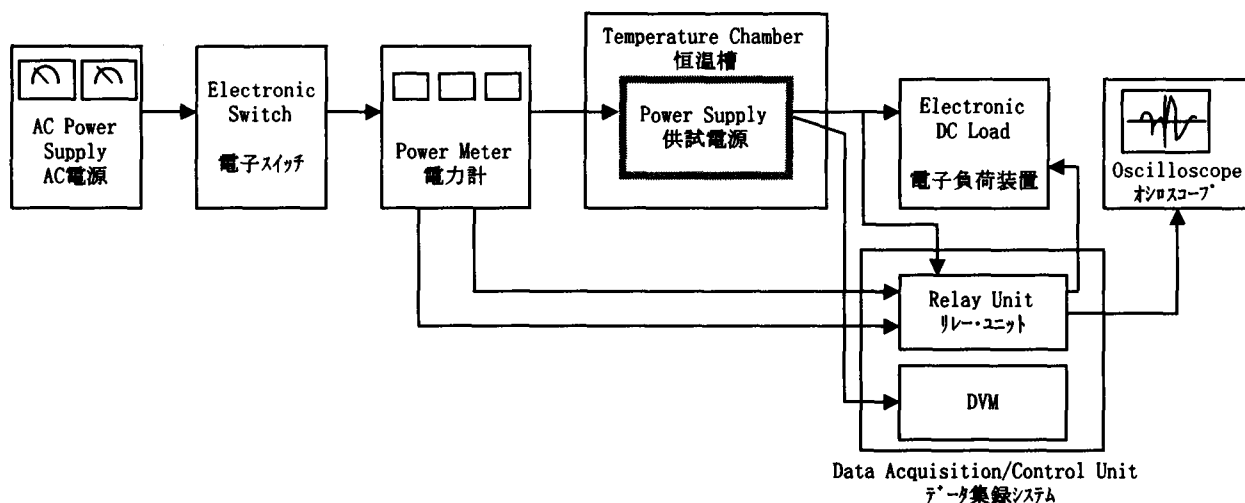 AC Power
Supply
AC電源
Electronic
Switch
電子スイッチ
Power Meter
電力計
Temperature Chamber
恒温槽
Power Supply
供試電源
Electronic
DC Load
電子負荷装置
Oscilloscope
オシロスコープ
Relay Unit
リレー・ユニット
DVM
Data Acquisition/Control Unit
データ集録システム